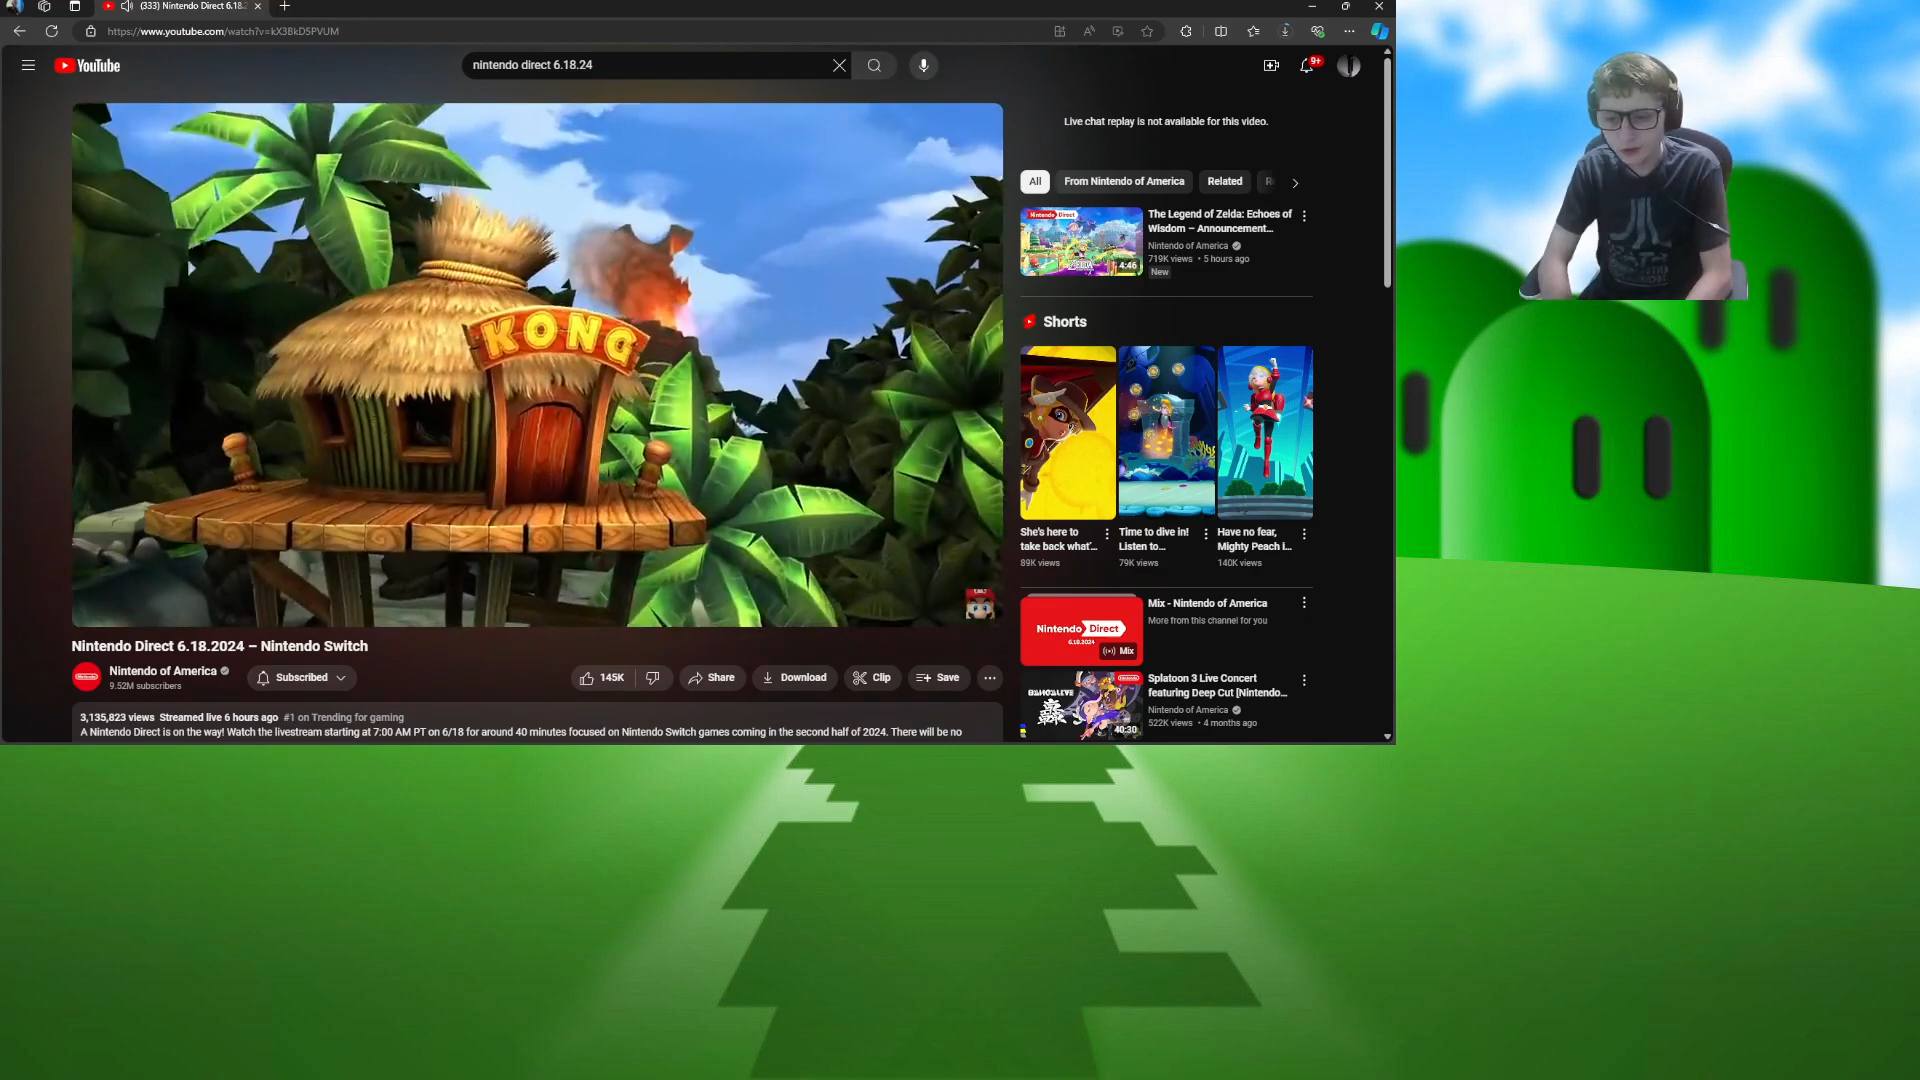 (333) Nintendo Direct 6.18.2
https://www.youtube.com/watch?v=kX3BkD5PVUM
YouTube
nintendo direct 6.18.24
9+
KONG
Live chat replay is not available for this video.
All
From Nintendo of America
Related
Nintendo Direct
ZELDA
4:46
The Legend of Zelda: Echoes of
Wisdom – Announcement...
Nintendo of America
719K views • 5 hours ago
New
Shorts
She's here to
take back what'...
89K views
Time to dive in!
Listen to...
79K views
Have no fear,
Mighty Peach i...
140K views
Nintendo Direct
6.18.2024
Mix
Mix - Nintendo of America
More from this channel for you
40:30
Splatoon 3 Live Concert
featuring Deep Cut [Nintendo...
Nintendo of America
522K views • 4 months ago
Nintendo Direct 6.18.2024 – Nintendo Switch
Nintendo of America
9.52M subscribers
Subscribed
145K
Share
Download
Clip
Save
3,135,823 views Streamed live 6 hours ago #1 on Trending for gaming
A Nintendo Direct is on the way! Watch the livestream starting at 7:00 AM PT on 6/18 for around 40 minutes focused on Nintendo Switch games coming in the second half of 2024. There will be no